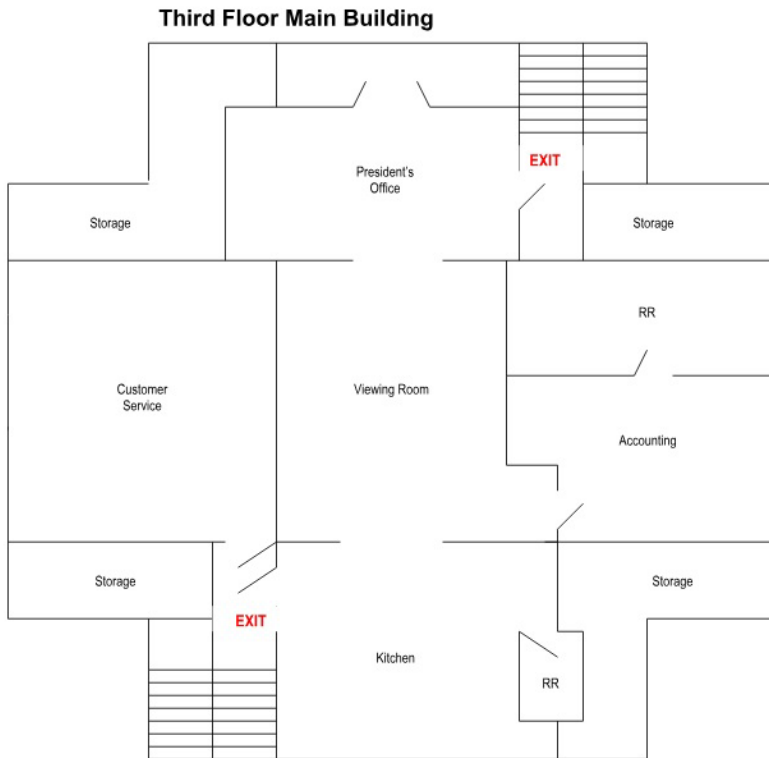 Third Floor Main Building
EXIT
President's
Office
Storage
Storage
RR
Customer
Service
Viewing Room
Accounting
Storage
Storage
EXIT
Kitchen
RR